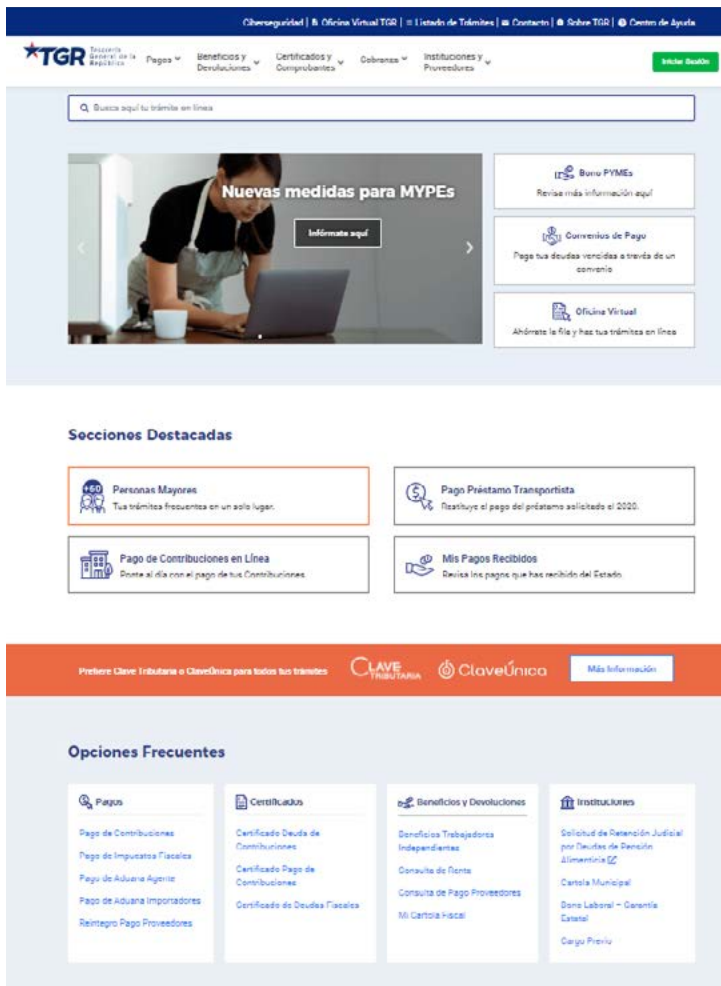 Ciberseguridad | Oficina Virtual TGR | Listado de Trámites | Contacto | Sobre TGR | Centro de Ayuda
TGR Tesorería
General de la
República
Pagos
Beneficios y
Devoluciones
Certificados y
Comprobantes
Cobranza
Instituciones y
Proveedores
Iniciar Sesión
Busca aquí tu trámite en línea
Nuevas medidas para MYPEs
Infórmate aquí
Bono PYMEs
Revisa más información aquí
Convenios de Pago
Paga tus deudas vencidas a través de un
convenio
Oficina Virtual
Ahórrate la fila y haz tus trámites en línea
Secciones Destacadas
+60
Personas Mayores
Tus trámites frecuentes en un solo lugar.
Pago Préstamo Transportista
Restituye el pago del préstamo solicitado el 2020.
Pago de Contribuciones en Línea
Ponte al día con el pago de tus Contribuciones
Mis Pagos Recibidos
Revisa los pagos que has recibido del Estado
Prefiere Clave Tributaria o ClaveÚnica para todos tus trámites
CLAVE
TRIBUTARIA
ClaveÚnica
Más Información
Opciones Frecuentes
Pagos
Pago de Contribuciones
Pago de Impuestos Fiscales
Pago de Aduana Agente
Pago de Aduana Importadores
Reintegro Pago Proveedores
Certificados
Certificado Deuda de
Contribuciones
Certificado Pago de
Contribuciones
Certificado de Deudas Fiscales
Beneficios y Devoluciones
Beneficios Trabajadores
Independientes
Consulta de Renta
Consulta de Pago Proveedores
Mi Cartola Fiscal
Instituciones
Solicitud de Retención Judicial
por Deudas de Pensión
Alimenticia
Cartola Municipal
Bono Laboral – Garantía
Estatal
Cargo Previo